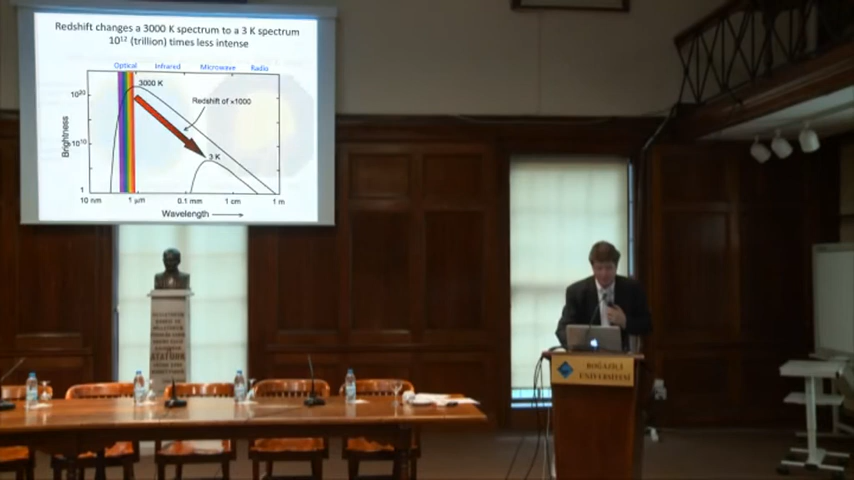 Redshift changes a 3000 K spectrum to a 3 K spectrum
10¹² (trillion) times less intense
Optical Infrared Microwave Radio
3000 K
10²⁰
Redshift of ×1000
Brightness
10¹⁰
3 K
1
10 nm 1 μm 0.1 mm 1 cm 1 m
Wavelength
ATATÜRK
BOĞAZİÇİ
ÜNİVERSİTESİ